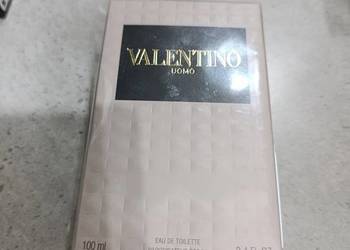 VALENTINO
UOMO
EAU DE TOILETTE
100 ml